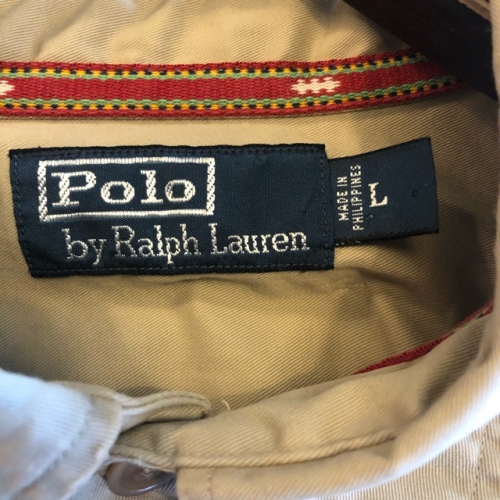 Polo
by Ralph Lauren
MADE IN
PHILIPPINES
L